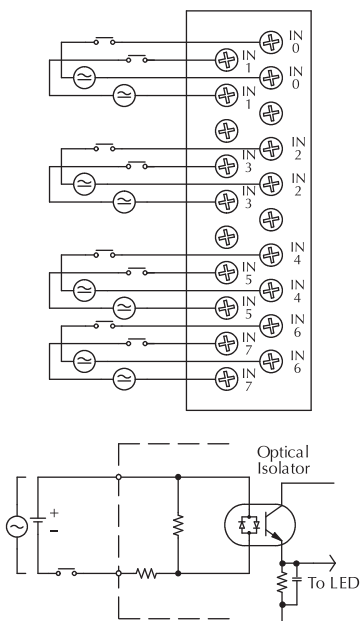 IN
0
IN
1
IN
0
IN
1
IN
2
IN
3
IN
2
IN
3
IN
4
IN
5
IN
4
IN
5
IN
6
IN
7
IN
6
IN
7
Optical
Isolator
+
-
To LED